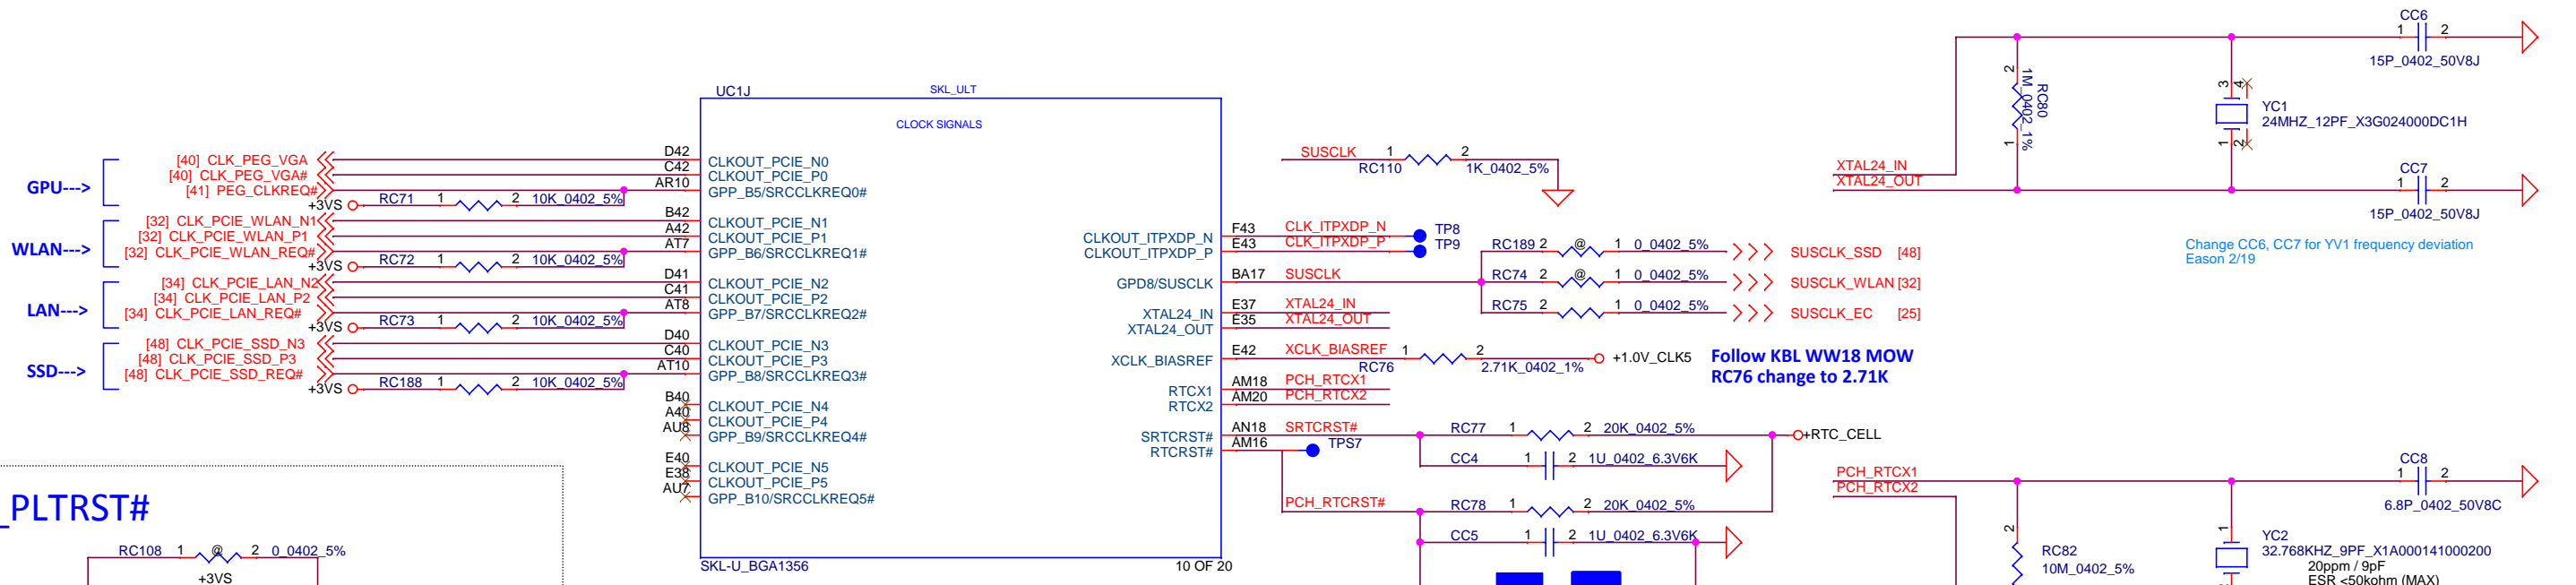 UC1J
SKL_ULT
CLOCK SIGNALS
GPU--->
[40] CLK_PEG_VGA
[40] CLK_PEG_VGA#
[41] PEG_CLKREQ#
+3VS
RC71 1 2 10K_0402_5%
D42 CLKOUT_PCIE_N0
C42 CLKOUT_PCIE_P0
AR10 GPP_B5/SRCCLKREQ0#
WLAN--->
[32] CLK_PCIE_WLAN_N1
[32] CLK_PCIE_WLAN_P1
[32] CLK_PCIE_WLAN_REQ#
+3VS
RC72 1 2 10K_0402_5%
B42 CLKOUT_PCIE_N1
A42 CLKOUT_PCIE_P1
AT7 GPP_B6/SRCCLKREQ1#
LAN--->
[34] CLK_PCIE_LAN_N2
[34] CLK_PCIE_LAN_P2
[34] CLK_PCIE_LAN_REQ#
+3VS
RC73 1 2 10K_0402_5%
D41 CLKOUT_PCIE_N2
C41 CLKOUT_PCIE_P2
AT8 GPP_B7/SRCCLKREQ2#
SSD--->
[48] CLK_PCIE_SSD_N3
[48] CLK_PCIE_SSD_P3
[48] CLK_PCIE_SSD_REQ#
+3VS
RC188 1 2 10K_0402_5%
D40 CLKOUT_PCIE_N3
C40 CLKOUT_PCIE_P3
AT10 GPP_B8/SRCCLKREQ3#
B40 CLKOUT_PCIE_N4
A40 CLKOUT_PCIE_P4
AU8 GPP_B9/SRCCLKREQ4#
E40 CLKOUT_PCIE_N5
E38 CLKOUT_PCIE_P5
AU7 GPP_B10/SRCCLKREQ5#
SKL-U_BGA1356
10 OF 20
_PLTRST#
RC108 1 @ 2 0_0402_5%
+3VS
SUSCLK 1 2
RC110 1K_0402_5%
CLKOUT_ITPXDP_N F43 CLK_ITPXDP_N TP8
CLKOUT_ITPXDP_P E43 CLK_ITPXDP_P TP9
GPD8/SUSCLK BA17 SUSCLK
RC189 2 @ 1 0_0402_5% SUSCLK_SSD [48]
RC74 2 @ 1 0_0402_5% SUSCLK_WLAN [32]
RC75 2 1 0_0402_5% SUSCLK_EC [25]
XTAL24_IN E37 XTAL24_IN
XTAL24_OUT E35 XTAL24_OUT
XCLK_BIASREF E42 XCLK_BIASREF 1 2 +1.0V_CLK5
RC76 2.71K_0402_1%
Follow KBL WW18 MOW
RC76 change to 2.71K
RTCX1 AM18 PCH_RTCX1
RTCX2 AM20 PCH_RTCX2
SRTCRST# AN18 SRTCRST#
RTCRST# AM16 TPS7
RC77 1 2 20K_0402_5% +RTC_CELL
CC4 1 2 1U_0402_6.3V6K
PCH_RTCRST# RC78 1 2 20K_0402_5%
CC5 1 2 1U_0402_6.3V6K
CC6
1 2
15P_0402_50V8J
2 1
RC80
1M_0402_1%
3 4
1 2
YC1
24MHZ_12PF_X3G024000DC1H
XTAL24_IN
XTAL24_OUT
CC7
1 2
15P_0402_50V8J
Change CC6, CC7 for YV1 frequency deviation
Eason 2/19
PCH_RTCX1
PCH_RTCX2
CC8
1 2
6.8P_0402_50V8C
2
RC82
10M_0402_5%
1
YC2
32.768KHZ_9PF_X1A000141000200
20ppm / 9pF
ESR <50kohm (MAX)